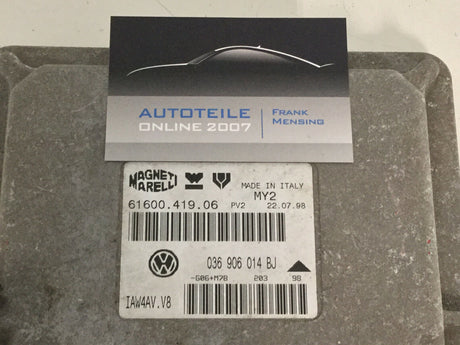 AUTOTEILE
ONLINE 2007
FRANK
MENSING
MAGNETI
MARELLI
MADE IN ITALY
MY2
61600.419.06 PV2 22.07.98
036 906 014 BJ
-G06+M7B 203 98
IAW4AV.V8